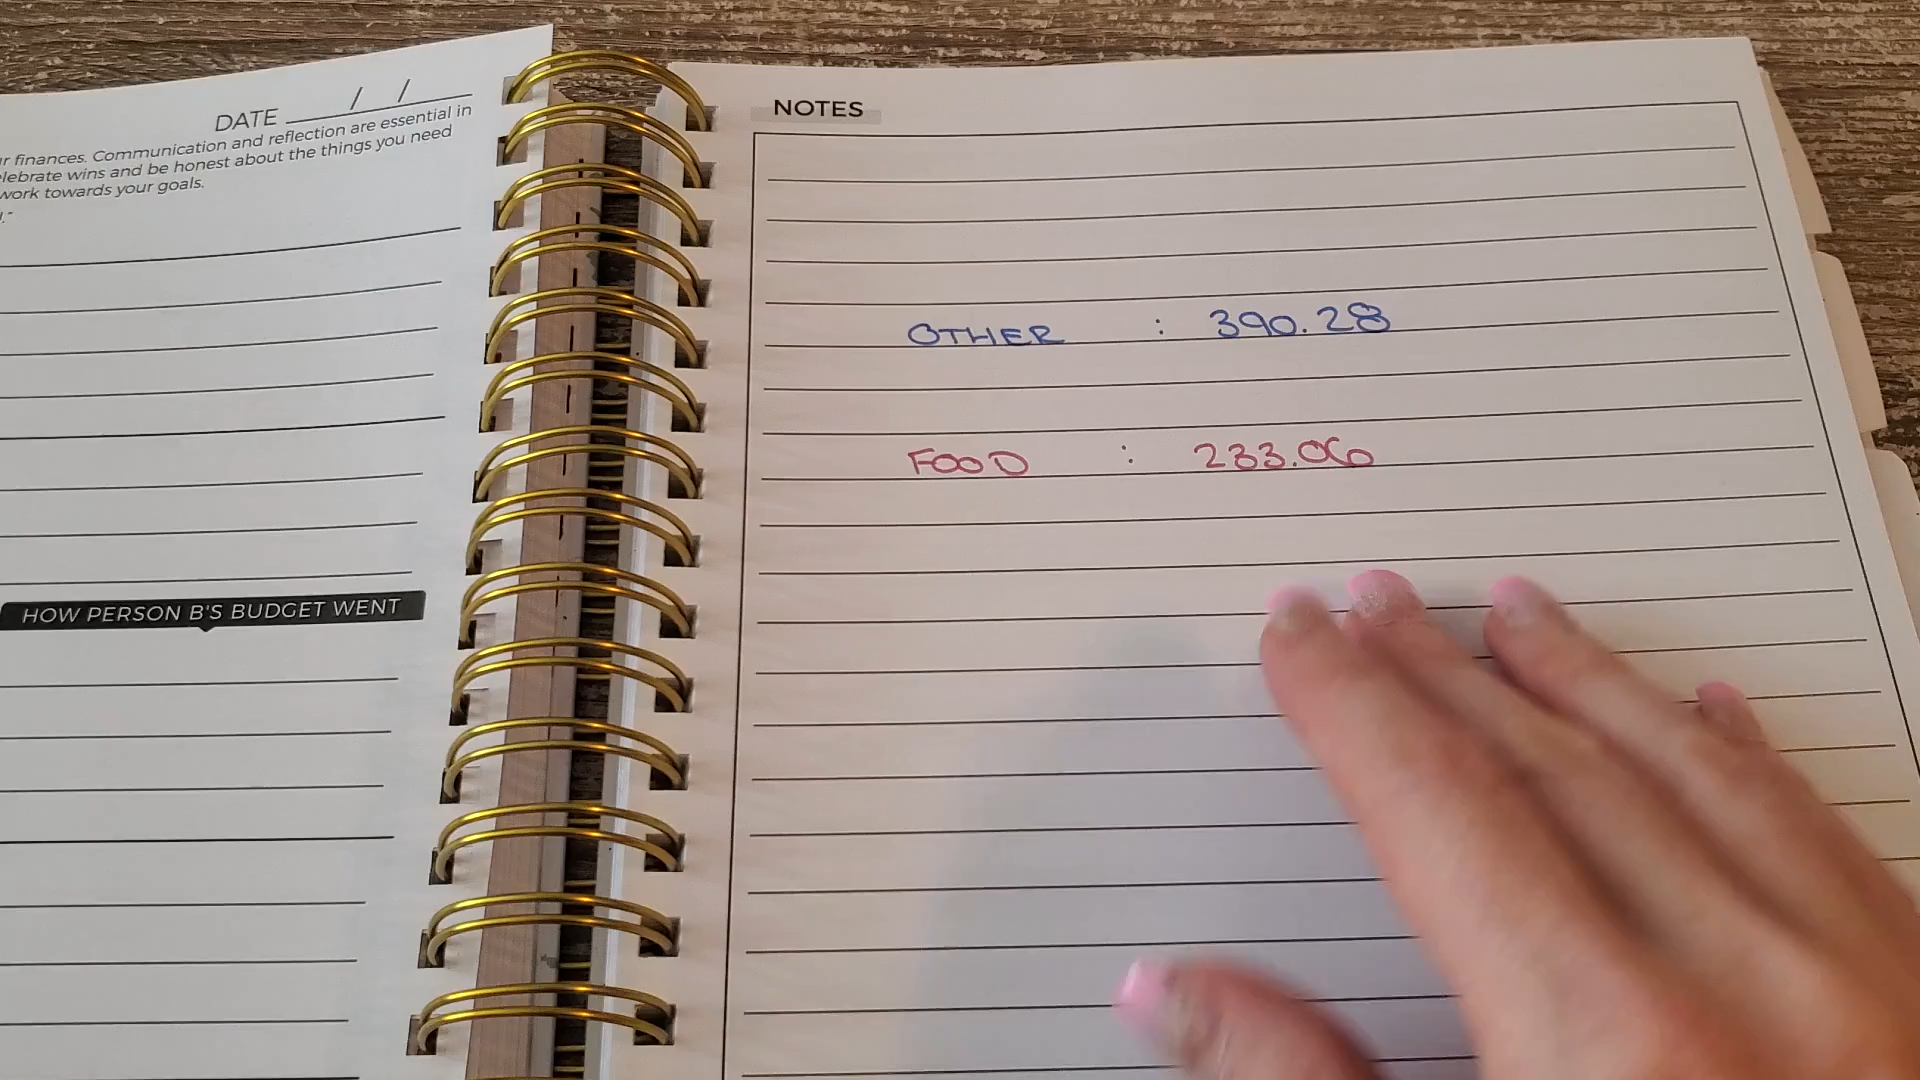 DATE / /
r finances. Communication and reflection are essential in
lebrate wins and be honest about the things you need
work towards your goals.
HOW PERSON B'S BUDGET WENT
NOTES
OTHER : 390.28
FOOD : 233.06